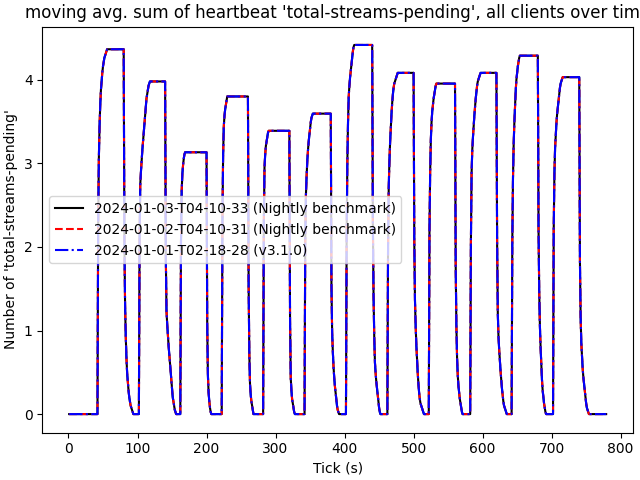 moving avg. sum of heartbeat 'total-streams-pending', all clients over tim
Number of 'total-streams-pending'
4
3
2
1
0
2024-01-03-T04-10-33 (Nightly benchmark)
2024-01-02-T04-10-31 (Nightly benchmark)
2024-01-01-T02-18-28 (v3.1.0)
0 100 200 300 400 500 600 700 800
Tick (s)